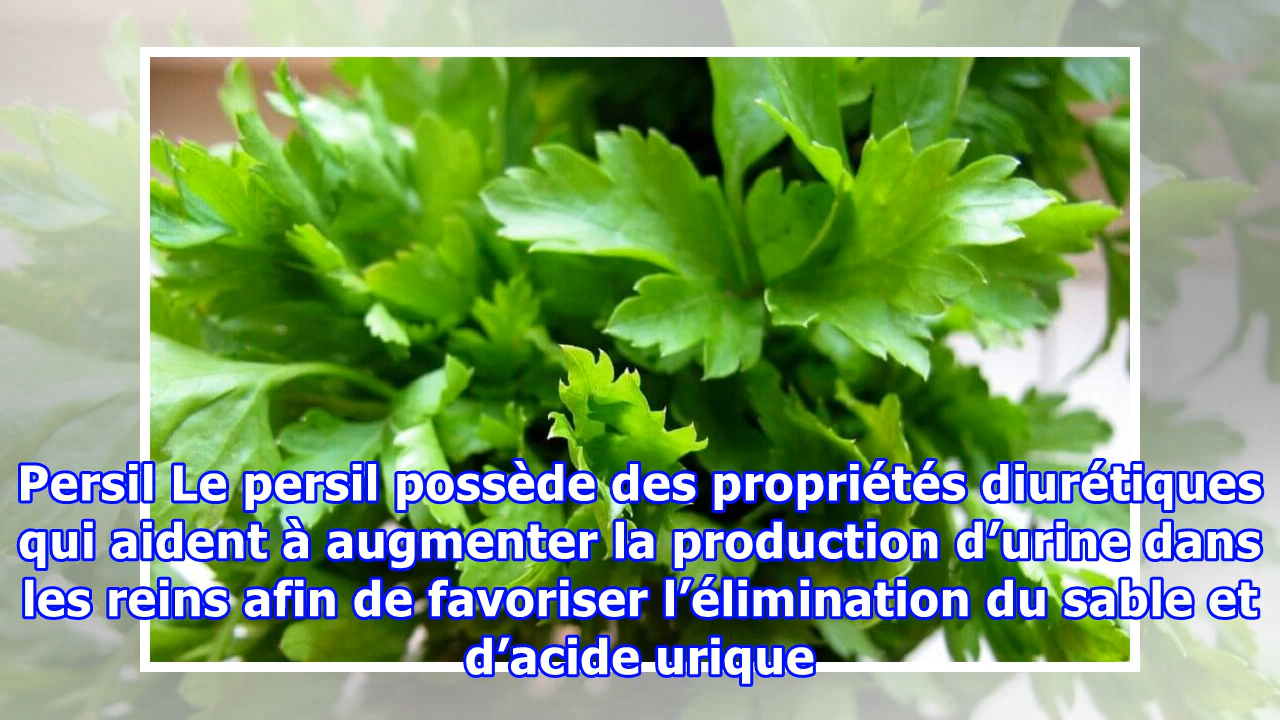 Persil Le persil possède des propriétés diurétiques
qui aident à augmenter la production d’urine dans
les reins afin de favoriser l’élimination du sable et
d’acide urique